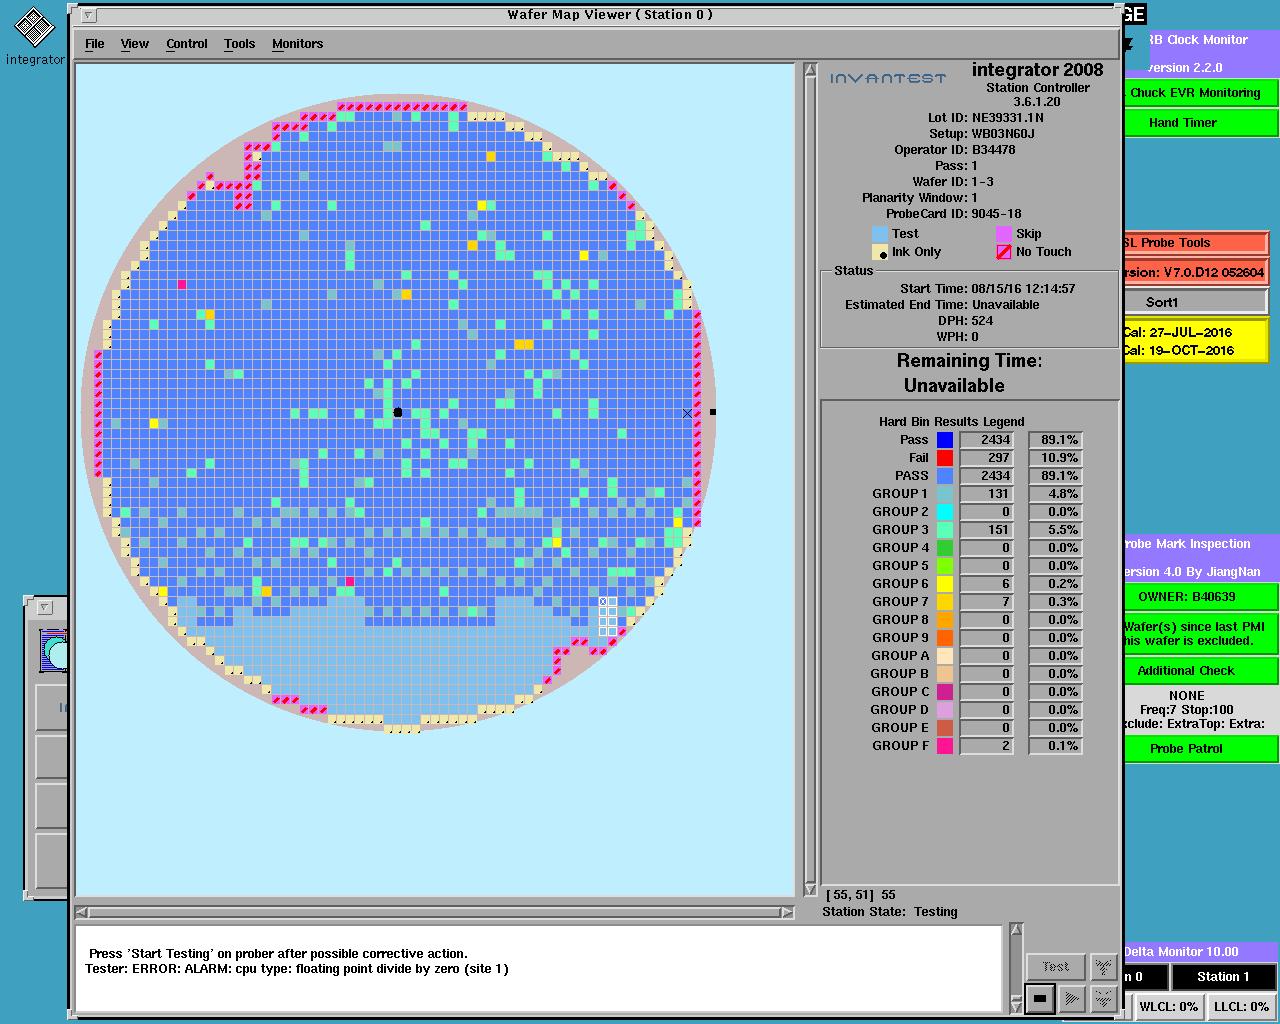 Wafer Map Viewer ( Station 0 )
integrator
File View Control Tools Monitors
INVANTEST
integrator 2008
Station Controller
3.6.1.20
Lot ID: NE39331.1N
Setup: WB03N60J
Operator ID: B34478
Pass: 1
Wafer ID: 1-3
Planarity Window: 1
ProbeCard ID: 9045-18
Test Skip
Ink Only No Touch
Status
Start Time: 08/15/16 12:14:57
Estimated End Time: Unavailable
DPH: 524
WPH: 0
Remaining Time:
Unavailable
Hard Bin Results Legend
Pass 2434 89.1%
Fail 297 10.9%
PASS 2434 89.1%
GROUP 1 131 4.8%
GROUP 2 0 0.0%
GROUP 3 151 5.5%
GROUP 4 0 0.0%
GROUP 5 0 0.0%
GROUP 6 6 0.2%
GROUP 7 7 0.3%
GROUP 8 0 0.0%
GROUP 9 0 0.0%
GROUP A 0 0.0%
GROUP B 0 0.0%
GROUP C 0 0.0%
GROUP D 0 0.0%
GROUP E 0 0.0%
GROUP F 2 0.1%
[ 55, 51] 55
Station State: Testing
Press 'Start Testing' on prober after possible corrective action.
Tester: ERROR: ALARM: cpu type: floating point divide by zero (site 1)
Test
GE
RB Clock Monitor
version 2.2.0
Chuck EVR Monitoring
Hand Timer
SL Probe Tools
rsion: V7.0.D12 052604
Sort1
Cal: 27-JUL-2016
Cal: 19-OCT-2016
robe Mark Inspection
ersion 4.0 By JiangNan
OWNER: B40639
Wafer(s) since last PMI
his wafer is excluded.
Additional Check
NONE
Freq:7 Stop:100
clude: ExtraTop: Extra:
Probe Patrol
Delta Monitor 10.00
n 0 Station 1
WLCL: 0% LLCL: 0%